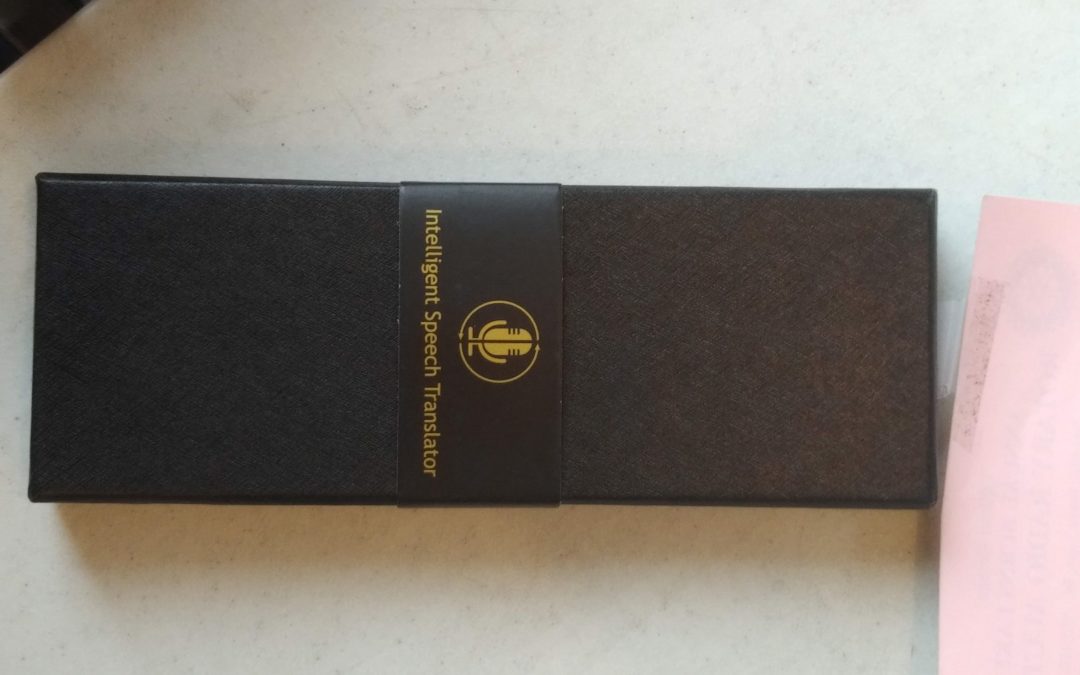 Intelligent Speech Translator